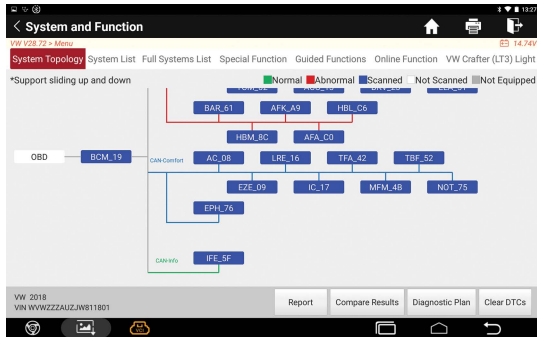 13:27
System and Function
VW V28.72 > Menu
14.74V
System Topology System List Full Systems List Special Function Guided Functions Online Function VW Crafter (LT3) Light
*Support sliding up and down
Normal Abnormal Scanned Not Scanned Not Equipped
BAR_61 AFK_A9 HBL_C6
HBM_8C AFA_C0
OBD BCM_19 CAN-Comfort AC_08 LRE_16 TFA_42 TBF_52
EZE_09 IC_17 MFM_4B NOT_75
EPH_76
CAN-Info IFE_5F
VW 2018
VIN WVWZZZAUZJW811801
Report Compare Results Diagnostic Plan Clear DTCs
VCI